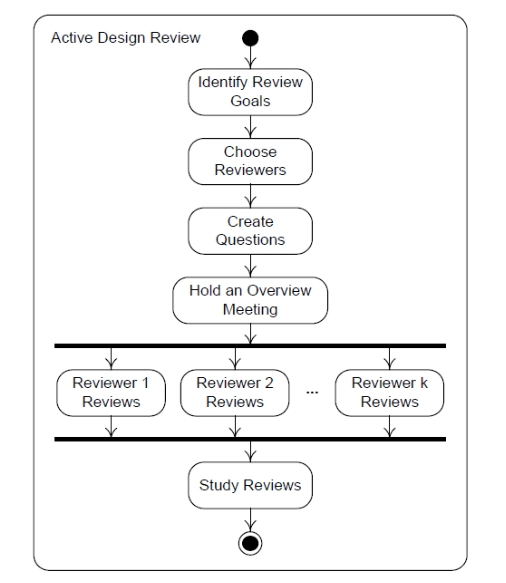 Active Design Review
Identify Review
Goals
Choose
Reviewers
Create
Questions
Hold an Overview
Meeting
Reviewer 1
Reviews
Reviewer 2
Reviews
...
Reviewer k
Reviews
Study Reviews